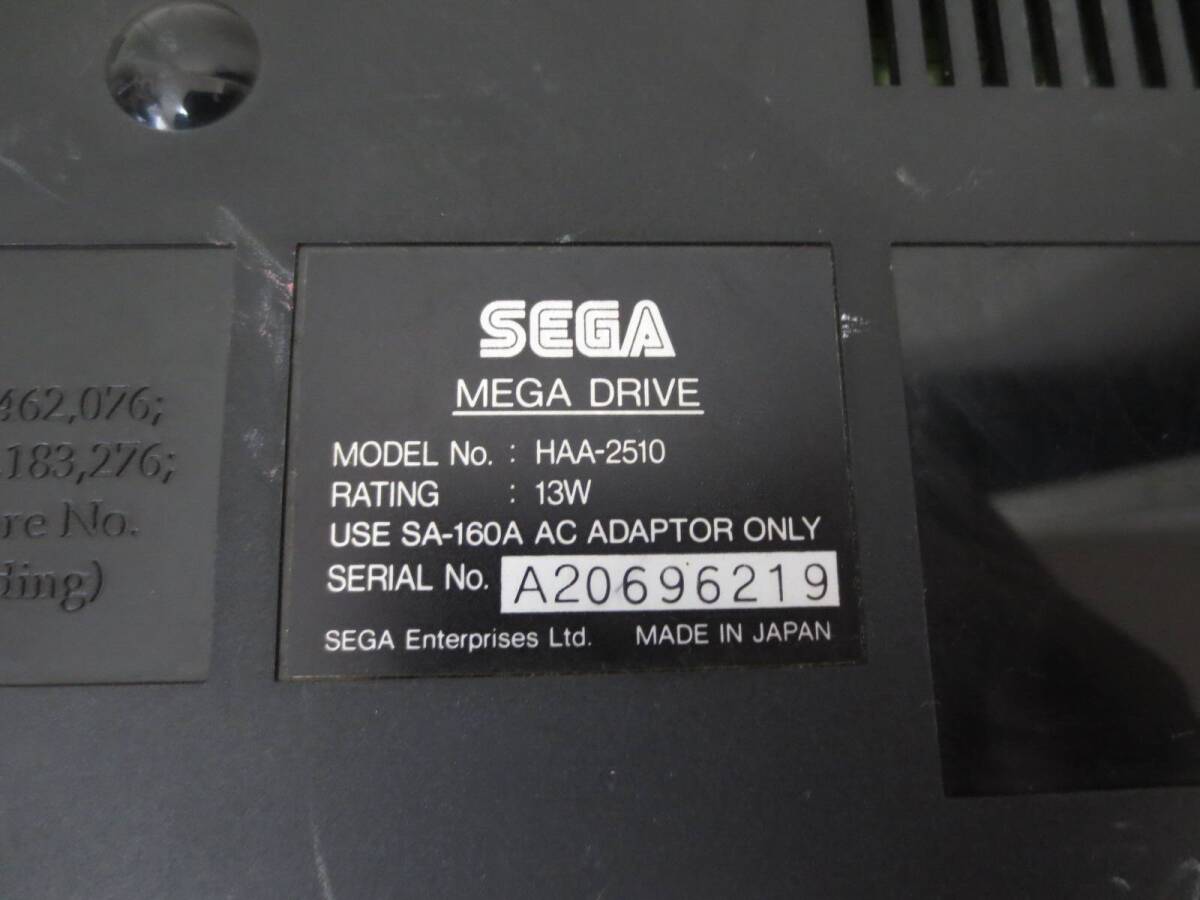 462,076;
183,276;
re No.
ding)
SEGA
MEGA DRIVE
MODEL No. : HAA-2510
RATING : 13W
USE SA-160A AC ADAPTOR ONLY
SERIAL No. A20696219
SEGA Enterprises Ltd. MADE IN JAPAN